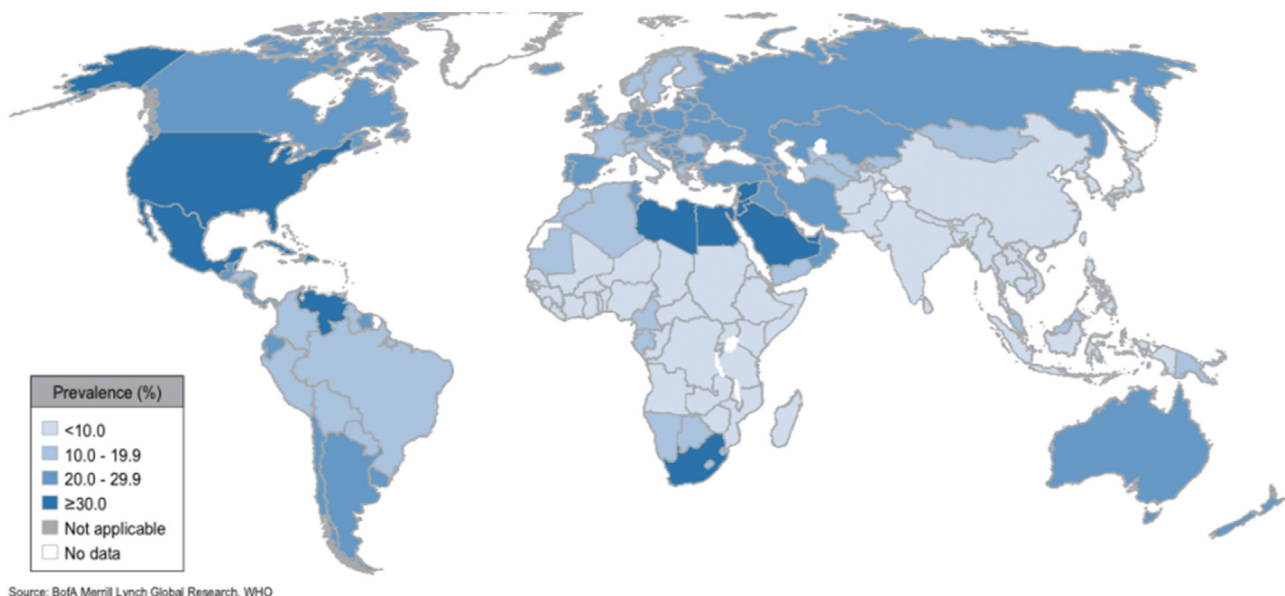 Prevalence (%)
<10.0
10.0 - 19.9
20.0 - 29.9
≥30.0
Not applicable
No data
Source: BofA Merrill Lynch Global Research, WHO